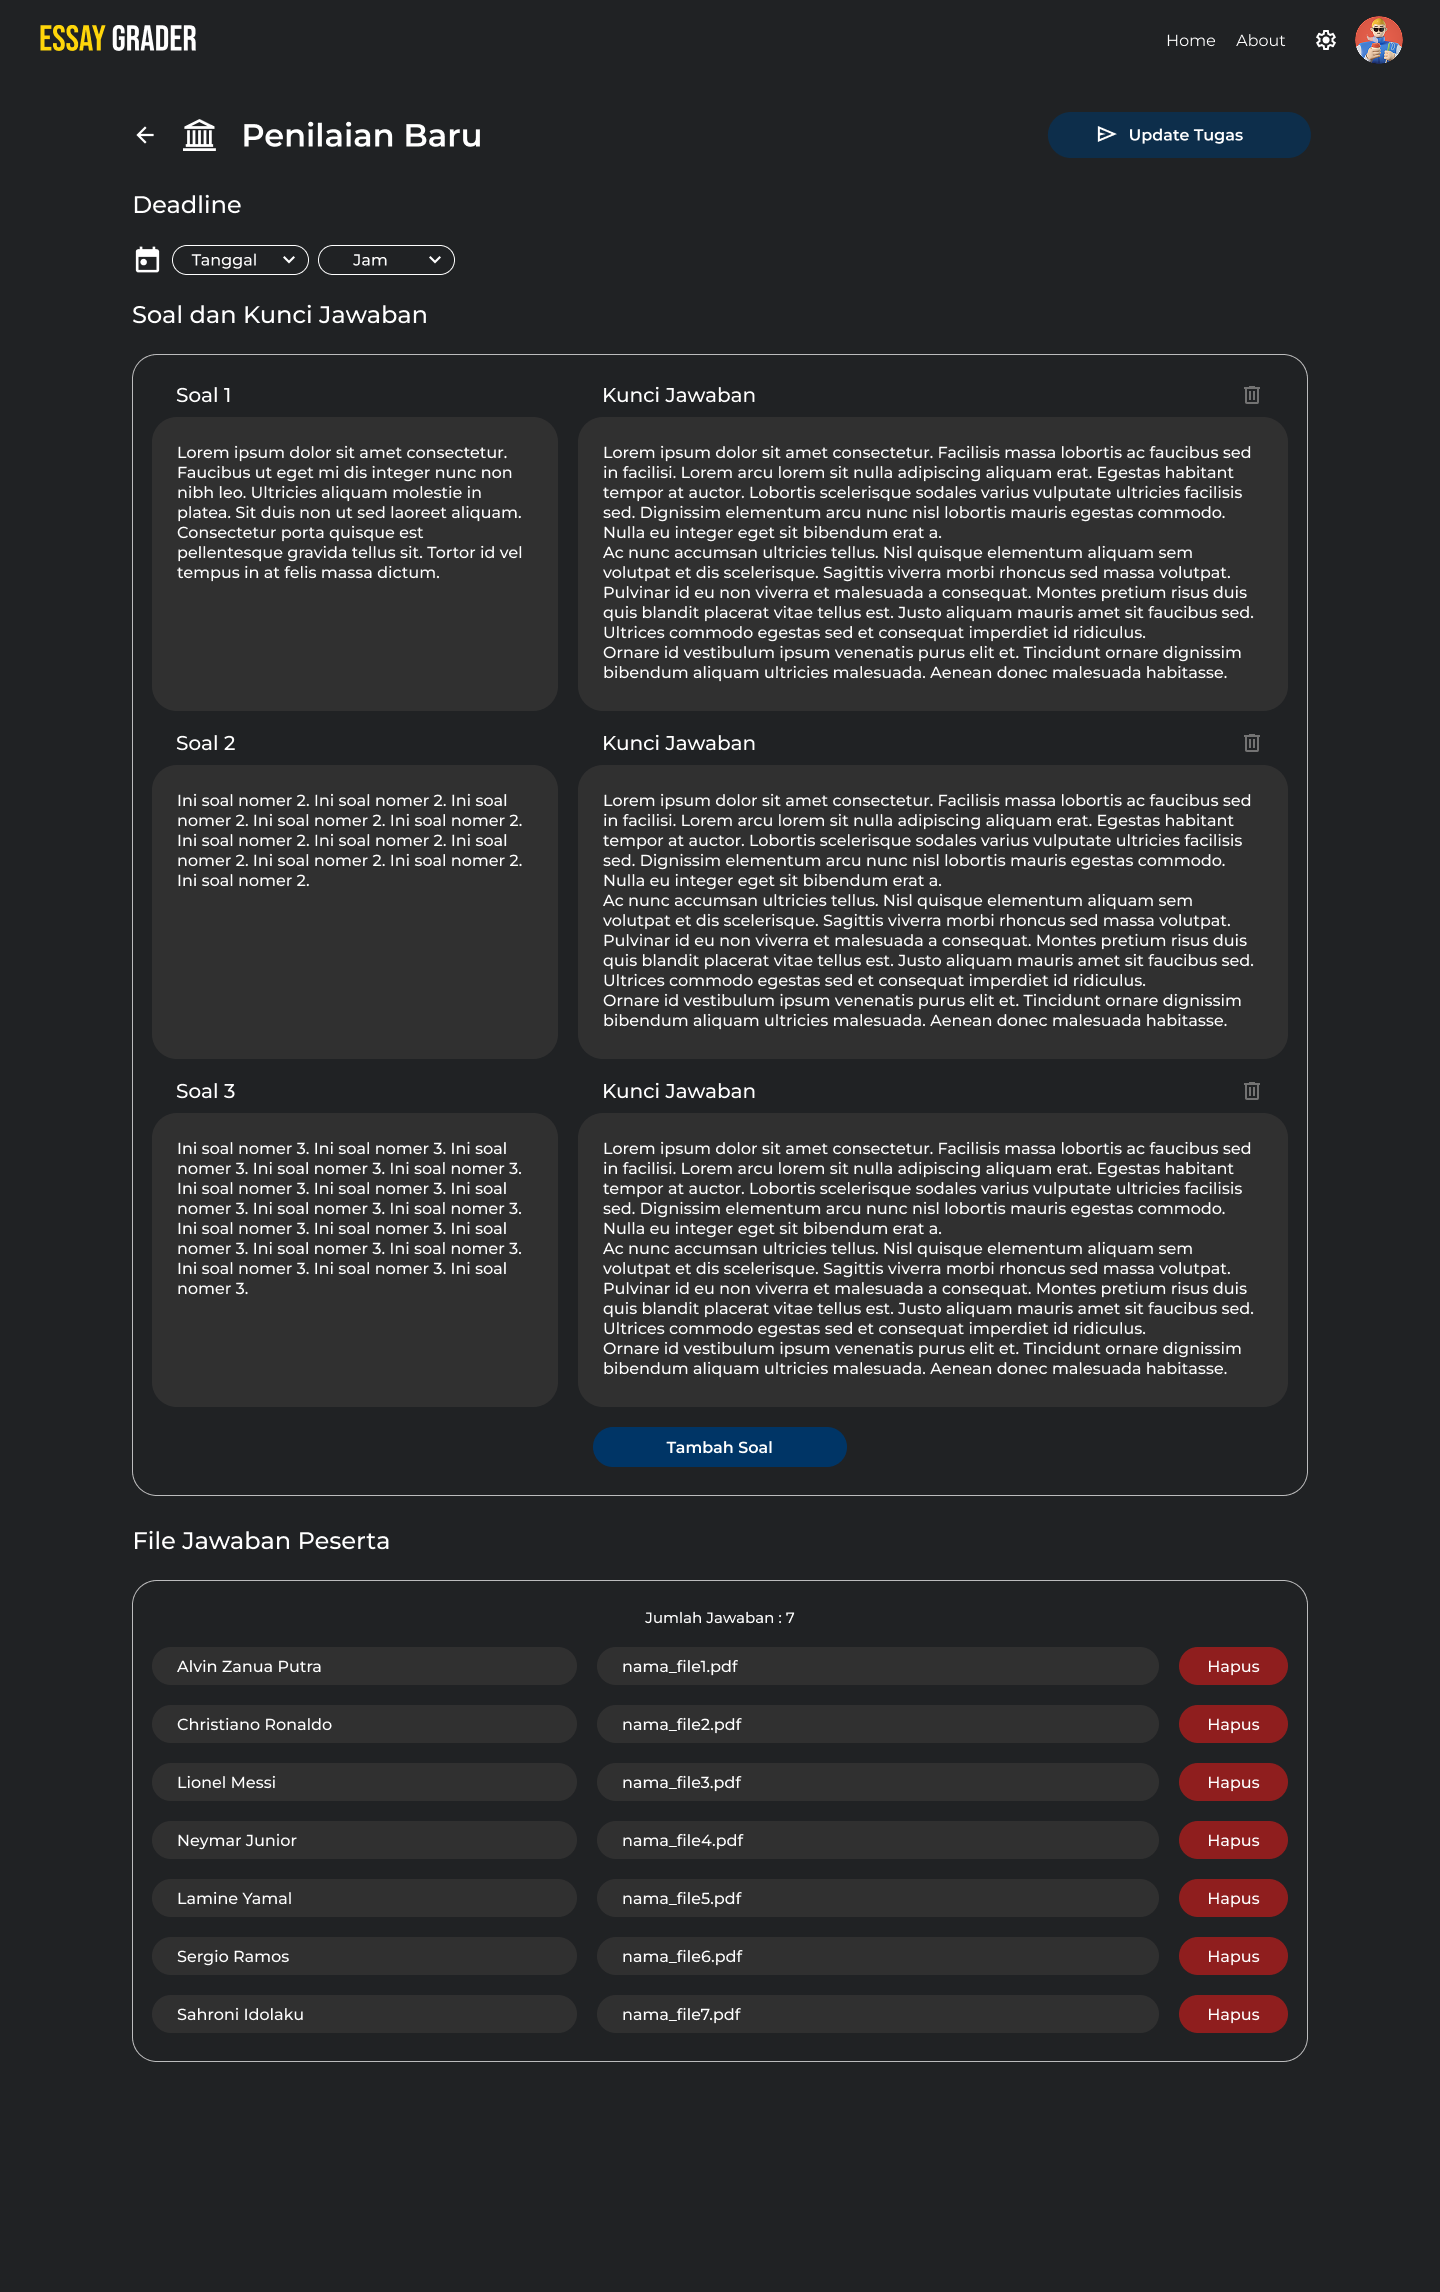 ESSAY GRADER
Home About
Penilaian Baru
Update Tugas
Deadline
Tanggal Jam
Soal dan Kunci Jawaban
Soal 1
Lorem ipsum dolor sit amet consectetur.
Faucibus ut eget mi dis integer nunc non
nibh leo. Ultricies aliquam molestie in
platea. Sit duis non ut sed laoreet aliquam.
Consectetur porta quisque est
pellentesque gravida tellus sit. Tortor id vel
tempus in at felis massa dictum.
Kunci Jawaban
Lorem ipsum dolor sit amet consectetur. Facilisis massa lobortis ac faucibus sed
in facilisi. Lorem arcu lorem sit nulla adipiscing aliquam erat. Egestas habitant
tempor at auctor. Lobortis scelerisque sodales varius vulputate ultricies facilisis
sed. Dignissim elementum arcu nunc nisl lobortis mauris egestas commodo.
Nulla eu integer eget sit bibendum erat a.
Ac nunc accumsan ultricies tellus. Nisl quisque elementum aliquam sem
volutpat et dis scelerisque. Sagittis viverra morbi rhoncus sed massa volutpat.
Pulvinar id eu non viverra et malesuada a consequat. Montes pretium risus duis
quis blandit placerat vitae tellus est. Justo aliquam mauris amet sit faucibus sed.
Ultrices commodo egestas sed et consequat imperdiet id ridiculus.
Ornare id vestibulum ipsum venenatis purus elit et. Tincidunt ornare dignissim
bibendum aliquam ultricies malesuada. Aenean donec malesuada habitasse.
Soal 2
Ini soal nomer 2. Ini soal nomer 2. Ini soal
nomer 2. Ini soal nomer 2. Ini soal nomer 2.
Ini soal nomer 2. Ini soal nomer 2. Ini soal
nomer 2. Ini soal nomer 2. Ini soal nomer 2.
Ini soal nomer 2.
Kunci Jawaban
Lorem ipsum dolor sit amet consectetur. Facilisis massa lobortis ac faucibus sed
in facilisi. Lorem arcu lorem sit nulla adipiscing aliquam erat. Egestas habitant
tempor at auctor. Lobortis scelerisque sodales varius vulputate ultricies facilisis
sed. Dignissim elementum arcu nunc nisl lobortis mauris egestas commodo.
Nulla eu integer eget sit bibendum erat a.
Ac nunc accumsan ultricies tellus. Nisl quisque elementum aliquam sem
volutpat et dis scelerisque. Sagittis viverra morbi rhoncus sed massa volutpat.
Pulvinar id eu non viverra et malesuada a consequat. Montes pretium risus duis
quis blandit placerat vitae tellus est. Justo aliquam mauris amet sit faucibus sed.
Ultrices commodo egestas sed et consequat imperdiet id ridiculus.
Ornare id vestibulum ipsum venenatis purus elit et. Tincidunt ornare dignissim
bibendum aliquam ultricies malesuada. Aenean donec malesuada habitasse.
Soal 3
Ini soal nomer 3. Ini soal nomer 3. Ini soal
nomer 3. Ini soal nomer 3. Ini soal nomer 3.
Ini soal nomer 3. Ini soal nomer 3. Ini soal
nomer 3. Ini soal nomer 3. Ini soal nomer 3.
Ini soal nomer 3. Ini soal nomer 3. Ini soal
nomer 3. Ini soal nomer 3. Ini soal nomer 3.
Ini soal nomer 3. Ini soal nomer 3. Ini soal
nomer 3.
Kunci Jawaban
Lorem ipsum dolor sit amet consectetur. Facilisis massa lobortis ac faucibus sed
in facilisi. Lorem arcu lorem sit nulla adipiscing aliquam erat. Egestas habitant
tempor at auctor. Lobortis scelerisque sodales varius vulputate ultricies facilisis
sed. Dignissim elementum arcu nunc nisl lobortis mauris egestas commodo.
Nulla eu integer eget sit bibendum erat a.
Ac nunc accumsan ultricies tellus. Nisl quisque elementum aliquam sem
volutpat et dis scelerisque. Sagittis viverra morbi rhoncus sed massa volutpat.
Pulvinar id eu non viverra et malesuada a consequat. Montes pretium risus duis
quis blandit placerat vitae tellus est. Justo aliquam mauris amet sit faucibus sed.
Ultrices commodo egestas sed et consequat imperdiet id ridiculus.
Ornare id vestibulum ipsum venenatis purus elit et. Tincidunt ornare dignissim
bibendum aliquam ultricies malesuada. Aenean donec malesuada habitasse.
Tambah Soal
File Jawaban Peserta
Jumlah Jawaban : 7
Alvin Zanua Putra nama_file1.pdf Hapus
Christiano Ronaldo nama_file2.pdf Hapus
Lionel Messi nama_file3.pdf Hapus
Neymar Junior nama_file4.pdf Hapus
Lamine Yamal nama_file5.pdf Hapus
Sergio Ramos nama_file6.pdf Hapus
Sahroni Idolaku nama_file7.pdf Hapus